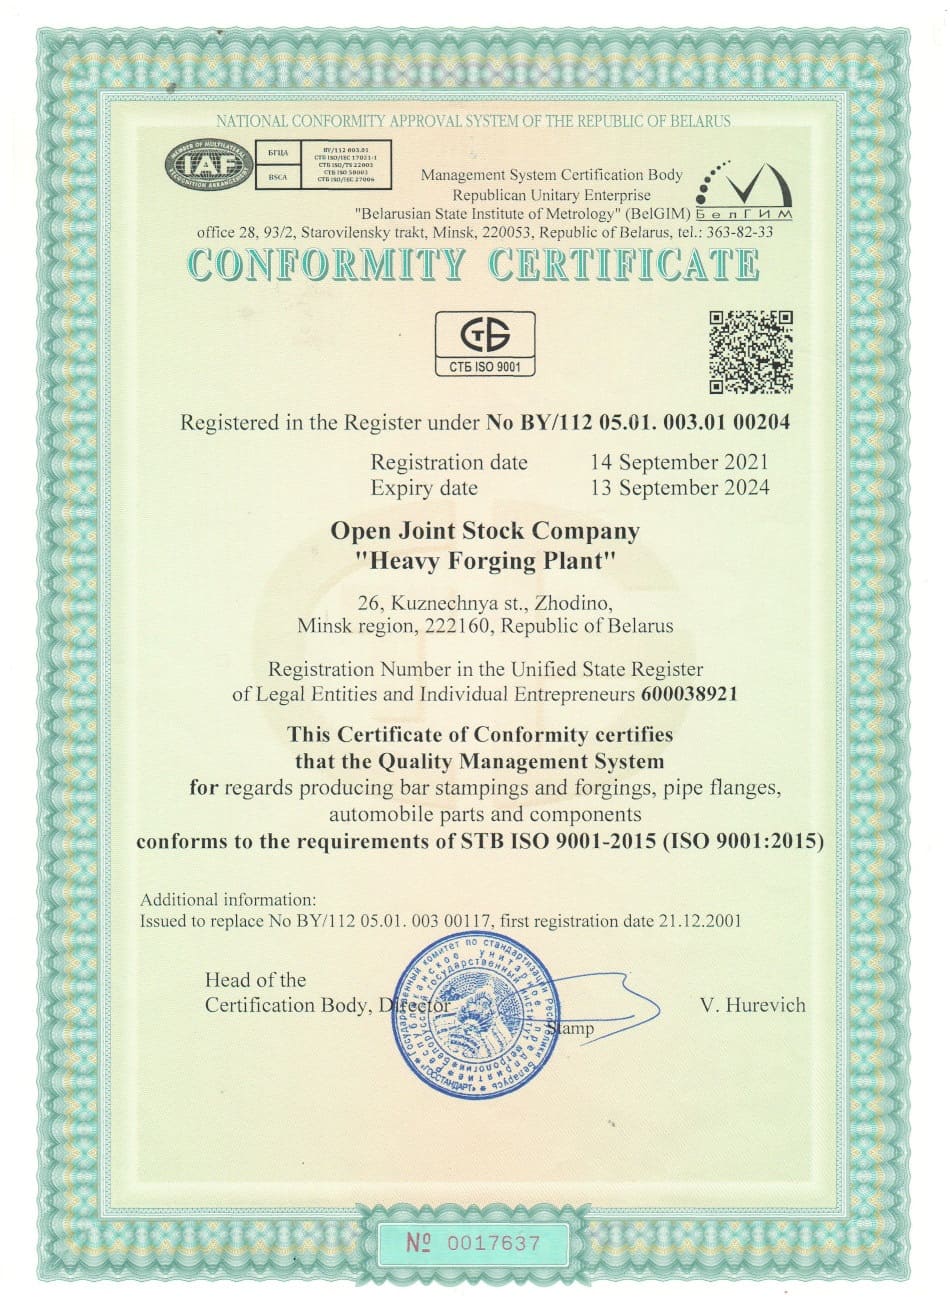 NATIONAL CONFORMITY APPROVAL SYSTEM OF THE REPUBLIC OF BELARUS
MEMBER OF MULTILATERAL
IAF
RECOGNITION ARRANGEMENT
БГЦА
BSCA
BY/112 003.01
СТБ ISO/IEC 17021-1
СТБ ISO/TS 22003
СТБ ISO 50003
СТБ ISO/IEC 27006
Management System Certification Body
Republican Unitary Enterprise
"Belarusian State Institute of Metrology" (BelGIM)
БелГИМ
office 28, 93/2, Starovilensky trakt, Minsk, 220053, Republic of Belarus, tel.: 363-82-33
CONFORMITY CERTIFICATE
СТБ
СТБ ISO 9001
Registered in the Register under No BY/112 05.01. 003.01 00204
Registration date 14 September 2021
Expiry date 13 September 2024
Open Joint Stock Company
"Heavy Forging Plant"
26, Kuznechnya st., Zhodino,
Minsk region, 222160, Republic of Belarus
Registration Number in the Unified State Register
of Legal Entities and Individual Entrepreneurs 600038921
This Certificate of Conformity certifies
that the Quality Management System
for regards producing bar stampings and forgings, pipe flanges,
automobile parts and components
conforms to the requirements of STB ISO 9001-2015 (ISO 9001:2015)
Additional information:
Issued to replace No BY/112 05.01. 003 00117, first registration date 21.12.2001
Head of the
Certification Body, Director
V. Hurevich
Stamp
Государственный комитет по стандартизации Республики Беларусь
*ГОССТАНДАРТ*
Республиканское унитарное предприятие
Белорусский государственный институт метрологии
№ 0017637